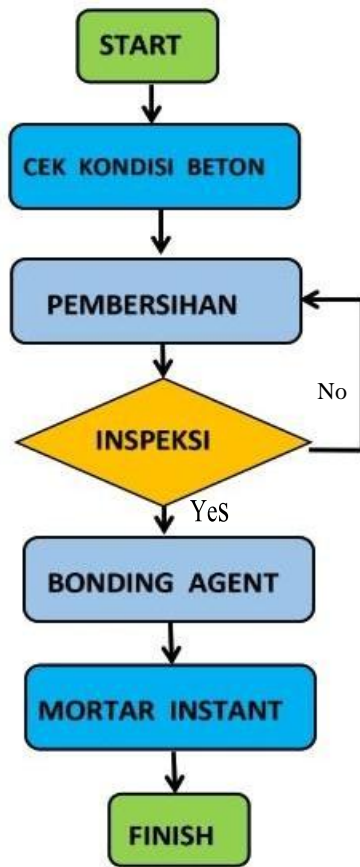 START
CEK KONDISI BETON
PEMBERSIHAN
No
INSPEKSI
Yes
BONDING AGENT
MORTAR INSTANT
FINISH